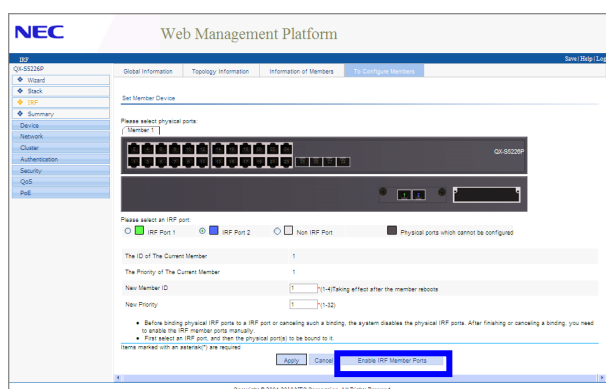 NEC
Web Management Platform
IRF
Save | Help | Log
QX-S5226P
Wizard
Stack
IRF
Summary
Device
Network
Cluster
Authentication
Security
QoS
PoE
Global Information
Topology Information
Information of Members
To Configure Members
Set Member Device
Please select physical ports:
Member 1
QX-S5226P
Please select an IRF port:
IRF Port 1
IRF Port 2
Non IRF Port
Physical ports which cannot be configured
The ID of The Current Member 1
The Priority of The Current Member 1
New Member ID 1 *(1-4)Taking effect after the member reboots
New Priority 1 *(1-32)
Before binding physical IRF ports to a IRF port or canceling such a binding, the system disables the physical IRF ports. After finishing or canceling a binding, you need
to enable the IRF member ports manually.
First select an IRF port, and then the physical port(s) to be bound to it.
Items marked with an asterisk(*) are required
Apply
Cancel
Enable IRF Member Ports